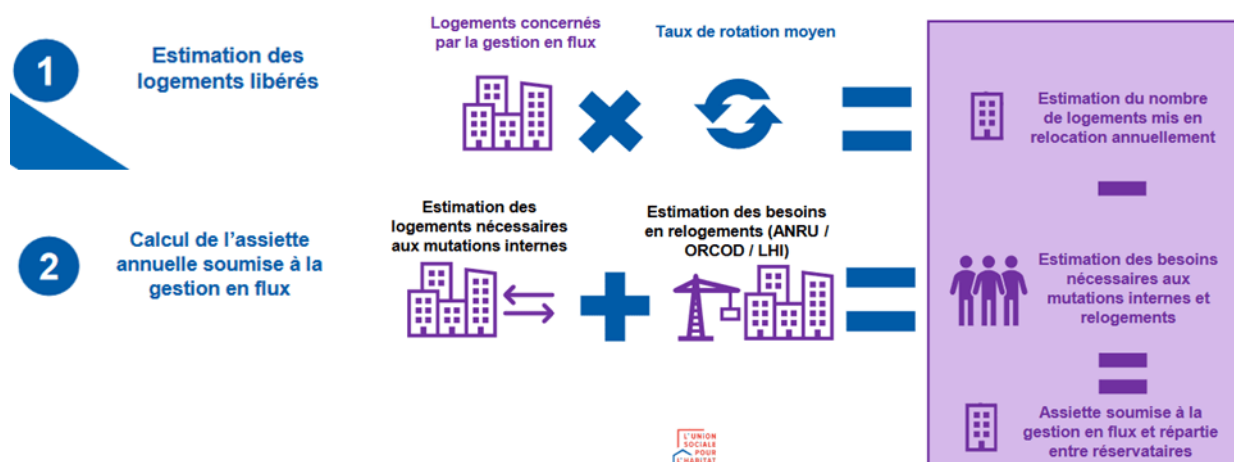 1
Estimation des
logements libérés
Logements concernés
par la gestion en flux
Taux de rotation moyen
Estimation du nombre
de logements mis en
relocation annuellement
2
Calcul de l'assiette
annuelle soumise à la
gestion en flux
Estimation des
logements nécessaires
aux mutations internes
Estimation des besoins
en relogements (ANRU /
ORCOD / LHI)
Estimation des besoins
nécessaires aux
mutations internes et
relogements
Assiette soumise à la
gestion en flux et répartie
entre réservataires
L'UNION
SOCIALE
POUR
L'HABITAT